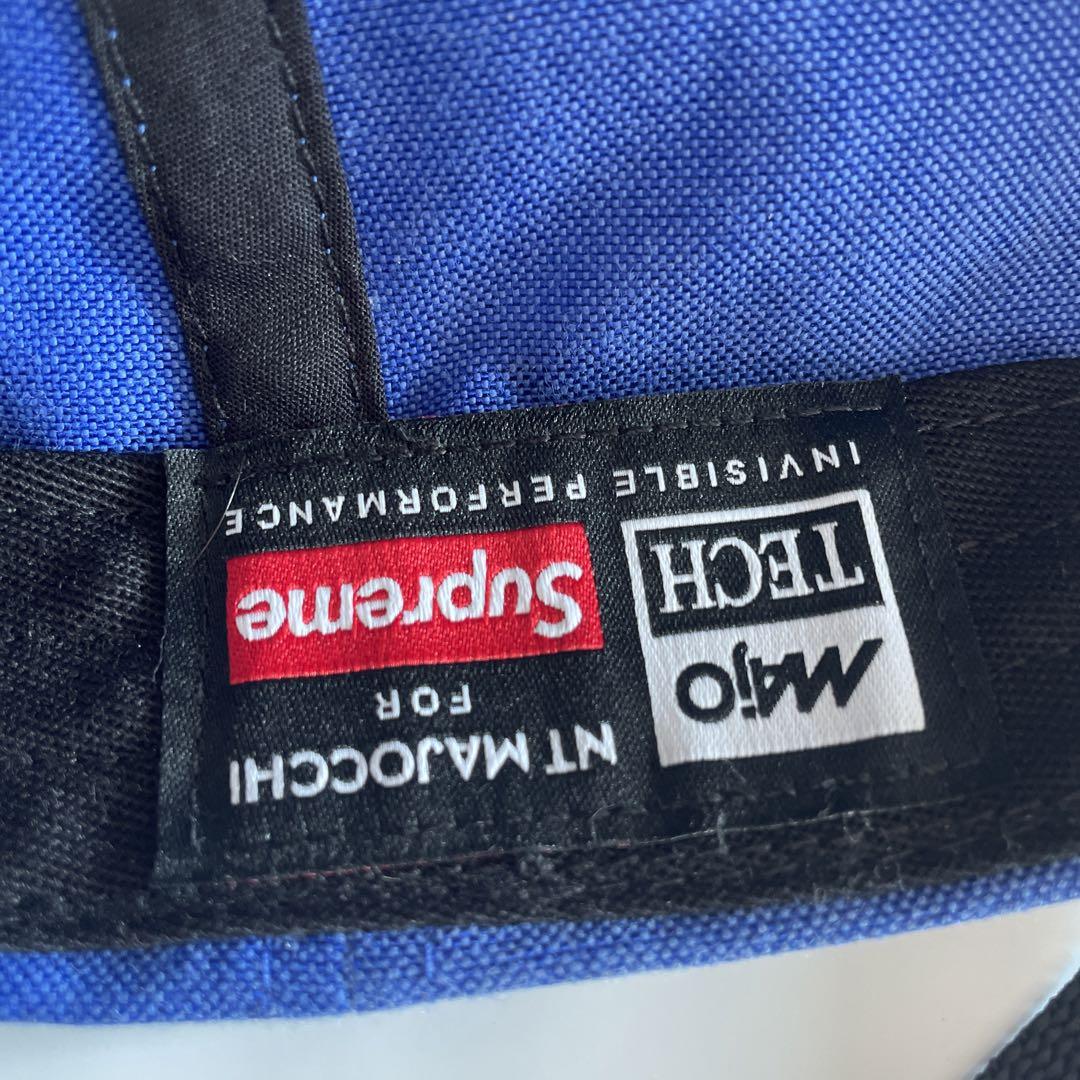 Majo
TECH
INVISIBLE PERFORMANCE
NT MAJOCCHI
FOR
Supreme